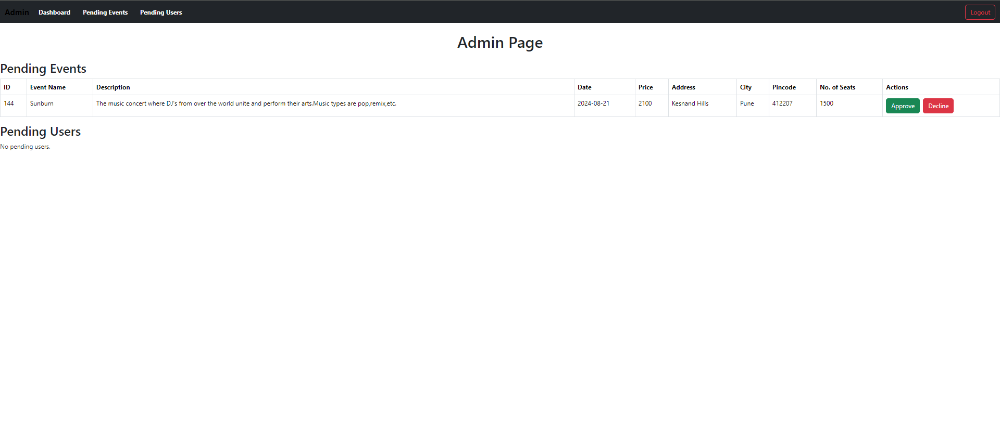 Admin Dashboard Pending Events Pending Users Logout
Admin Page
Pending Events
ID Event Name Description Date Price Address City Pincode No. of Seats Actions
144 Sunburn The music concert where DJ's from over the world unite and perform their arts.Music types are pop,remix,etc. 2024-08-21 2100 Kesnand Hills Pune 412207 1500 Approve Decline
Pending Users
No pending users.